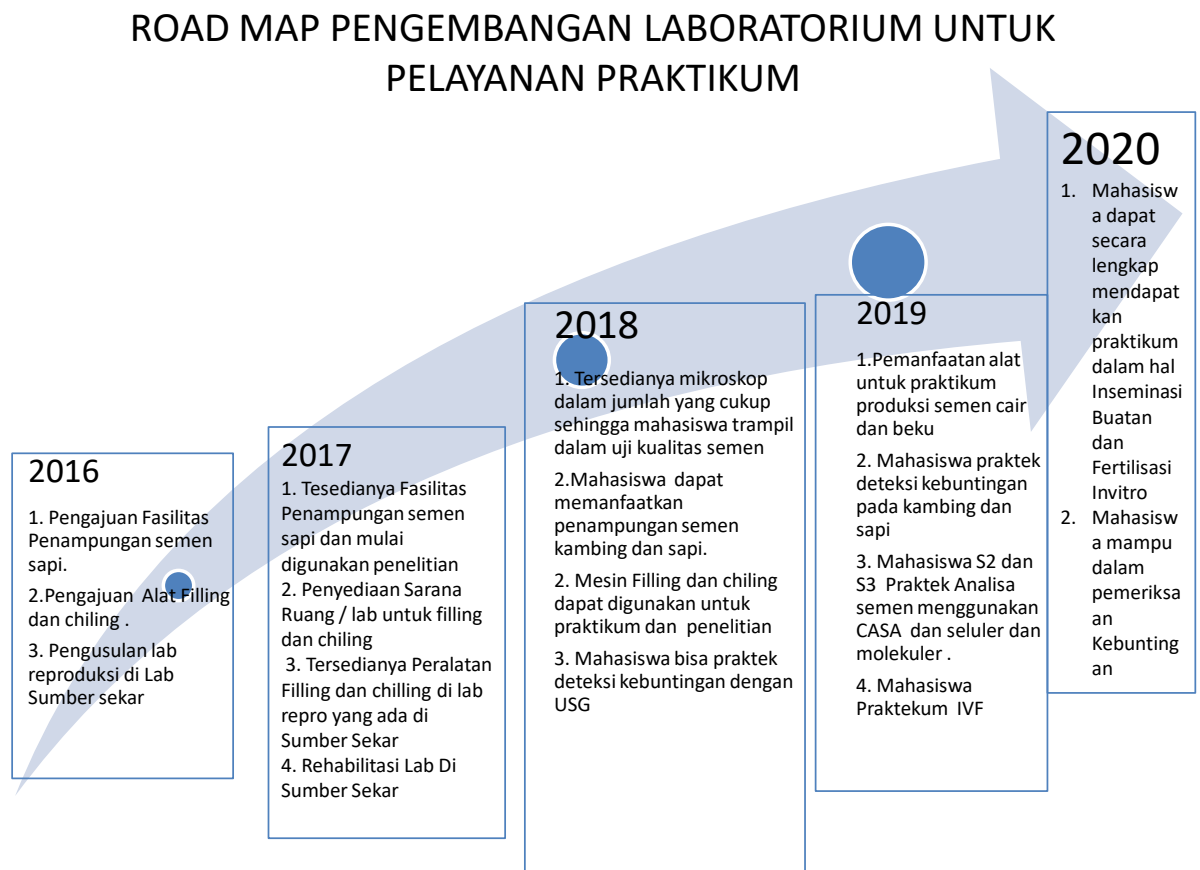 ROAD MAP PENGEMBANGAN LABORATORIUM UNTUK
PELAYANAN PRAKTIKUM
2016
1. Pengajuan Fasilitas
Penampungan semen
sapi.
2.Pengajuan Alat Filling
dan chiling .
3. Pengusulan lab
reproduksi di Lab
Sumber sekar
2017
1. Tesedianya Fasilitas
Penampungan semen
sapi dan mulai
digunakan penelitian
2. Penyediaan Sarana
Ruang / lab untuk filling
dan chiling
3. Tersedianya Peralatan
Filling dan chilling di lab
repro yang ada di
Sumber Sekar
4. Rehabilitasi Lab Di
Sumber Sekar
2018
1. Tersedianya mikroskop
dalam jumlah yang cukup
sehingga mahasiswa trampil
dalam uji kualitas semen
2.Mahasiswa dapat
memanfaatkan
penampungan semen
kambing dan sapi.
2. Mesin Filling dan chiling
dapat digunakan untuk
praktikum dan penelitian
3. Mahasiswa bisa praktek
deteksi kebuntingan dengan
USG
2019
1.Pemanfaatan alat
untuk praktikum
produksi semen cair
dan beku
2. Mahasiswa praktek
deteksi kebuntingan
pada kambing dan
sapi
3. Mahasiswa S2 dan
S3 Praktek Analisa
semen menggunakan
CASA dan seluler dan
molekuler .
4. Mahasiswa
Praktekum IVF
2020
1. Mahasisw
a dapat
secara
lengkap
mendapat
kan
praktikum
dalam hal
Inseminasi
Buatan
dan
Fertilisasi
Invitro
2. Mahasisw
a mampu
dalam
pemeriksa
an
Kebunting
an